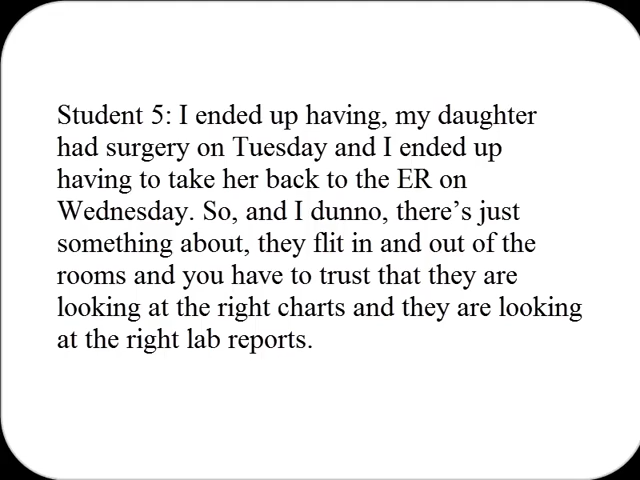 Student 5: I ended up having, my daughter
had surgery on Tuesday and I ended up
having to take her back to the ER on
Wednesday. So, and I dunno, there’s just
something about, they flit in and out of the
rooms and you have to trust that they are
looking at the right charts and they are looking
at the right lab reports.